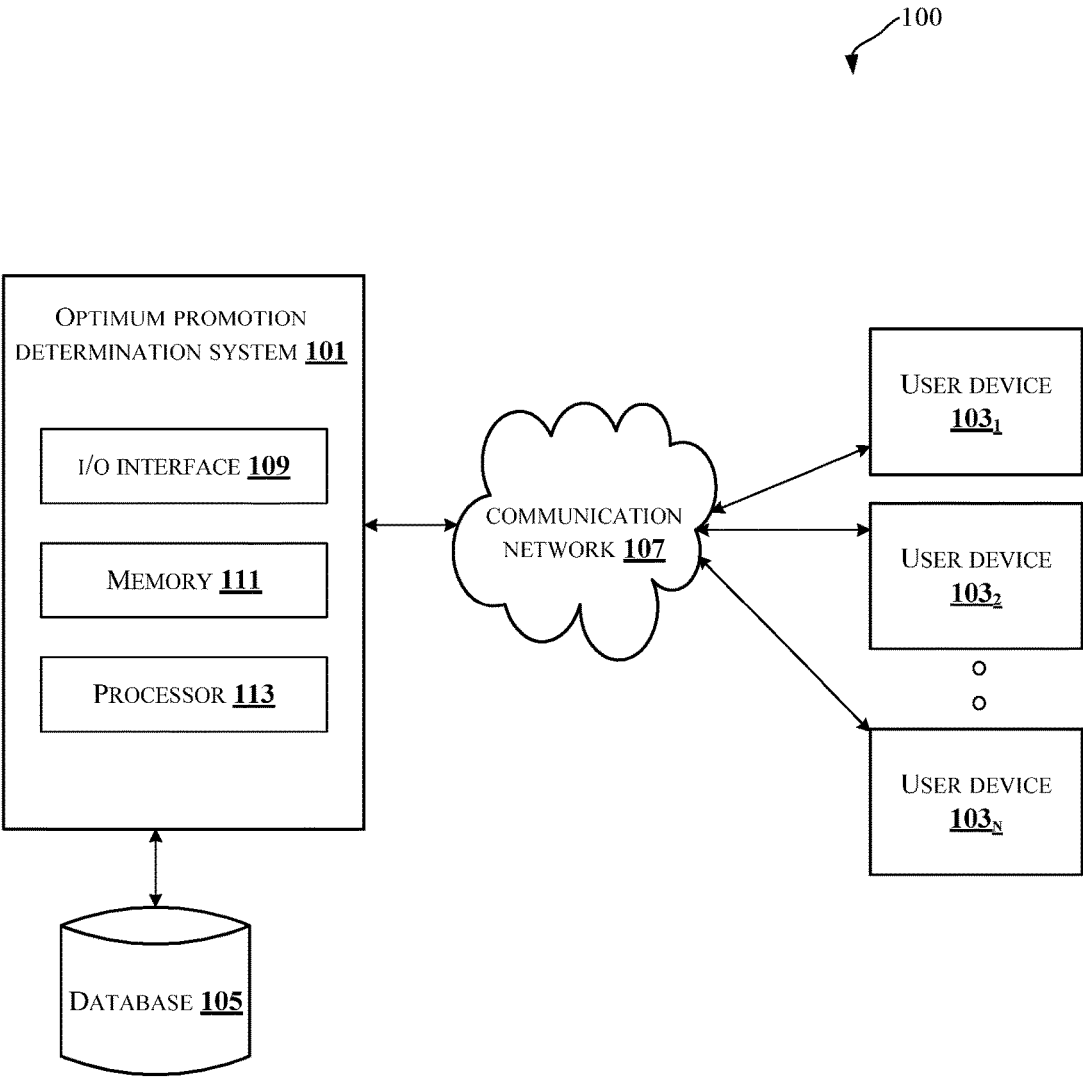 100
OPTIMUM PROMOTION
DETERMINATION SYSTEM 101
I/O INTERFACE 109
MEMORY 111
PROCESSOR 113
DATABASE 105
COMMUNICATION
NETWORK 107
USER DEVICE
103₁
USER DEVICE
103₂
USER DEVICE
103ₙ